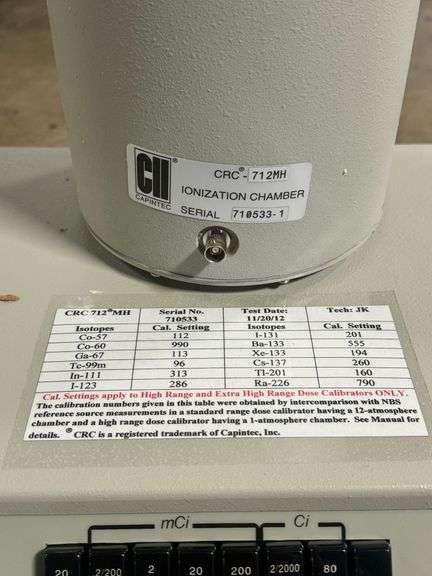 CII®
CAPINTEC
CRC®-712MH
IONIZATION CHAMBER
SERIAL 710533-1
CRC 712®MH Serial No. 710533 Test Date: 11/20/12 Tech: JK
Isotopes Cal. Setting Isotopes Cal. Setting
Co-57 112 I-131 201
Co-60 990 Ba-133 555
Ga-67 113 Xe-133 194
Tc-99m 96 Cs-137 260
In-111 313 Tl-201 160
I-123 286 Ra-226 790
Cal. Settings apply to High Range and Extra High Range Dose Calibrators ONLY.
The calibration numbers given in this table were obtained by intercomparison with NBS
reference source measurements in a standard range dose calibrator having a 12-atmosphere
chamber and a high range dose calibrator having a 1-atmosphere chamber. See Manual for
details. ®CRC is a registered trademark of Capintec, Inc.
mCi Ci
20 2/200 2 20 200 2/2000 80